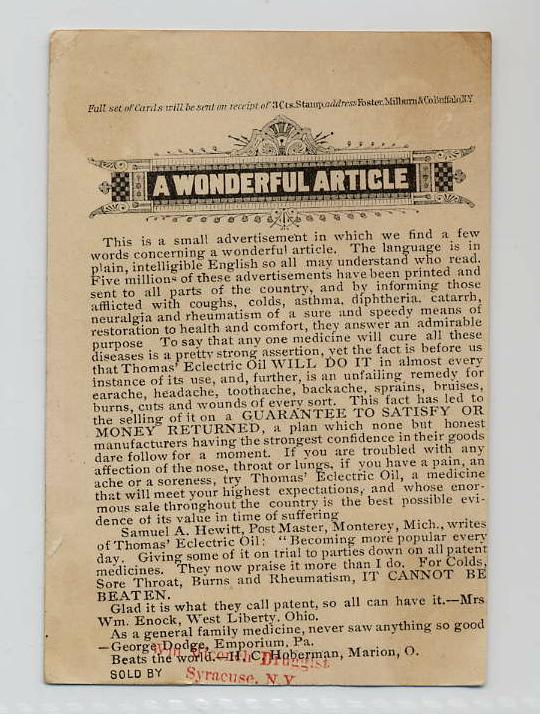 Full set of Cards will be sent on receipt of 3 Cts. Stamp, address Foster, Milburn & Co Buffalo, N.Y
A WONDERFUL ARTICLE
This is a small advertisement in which we find a few
words concerning a wonderful article. The language is in
plain, intelligible English so all may understand who read.
Five millions of these advertisements have been printed and
sent to all parts of the country, and by informing those
afflicted with coughs, colds, asthma, diphtheria, catarrh,
neuralgia and rheumatism of a sure and speedy means of
restoration to health and comfort, they answer an admirable
purpose To say that any one medicine will cure all these
diseases is a pretty strong assertion, yet the fact is before us
that Thomas' Eclectric Oil WILL DO IT in almost every
instance of its use, and, further, is an unfailing remedy for
earache, headache, toothache, backache, sprains, bruises,
burns, cuts and wounds of every sort. This fact has led to
the selling of it on a GUARANTEE TO SATISFY OR
MONEY RETURNED, a plan which none but honest
manufacturers having the strongest confidence in their goods
dare follow for a moment. If you are troubled with any
affection of the nose, throat or lungs, if you have a pain, an
ache or a soreness, try Thomas' Eclectric Oil, a medicine
that will meet your highest expectations, and whose enor-
mous sale throughout the country is the best possible evi-
dence of its value in time of suffering
Samuel A. Hewitt, Post Master, Monterey, Mich., writes
of Thomas' Eclectric Oil: "Becoming more popular every
day. Giving some of it on trial to parties down on all patent
medicines. They now praise it more than I do. For Colds,
Sore Throat, Burns and Rheumatism, IT CANNOT BE
BEATEN.
Glad it is what they call patent, so all can have it.—Mrs
Wm. Enock, West Liberty, Ohio.
As a general family medicine, never saw anything so good
—George Dodge, Emporium, Pa.
Beats the world.—H. C. Hoberman, Marion, O.
Druggist
SOLD BY Syracuse, N.Y.